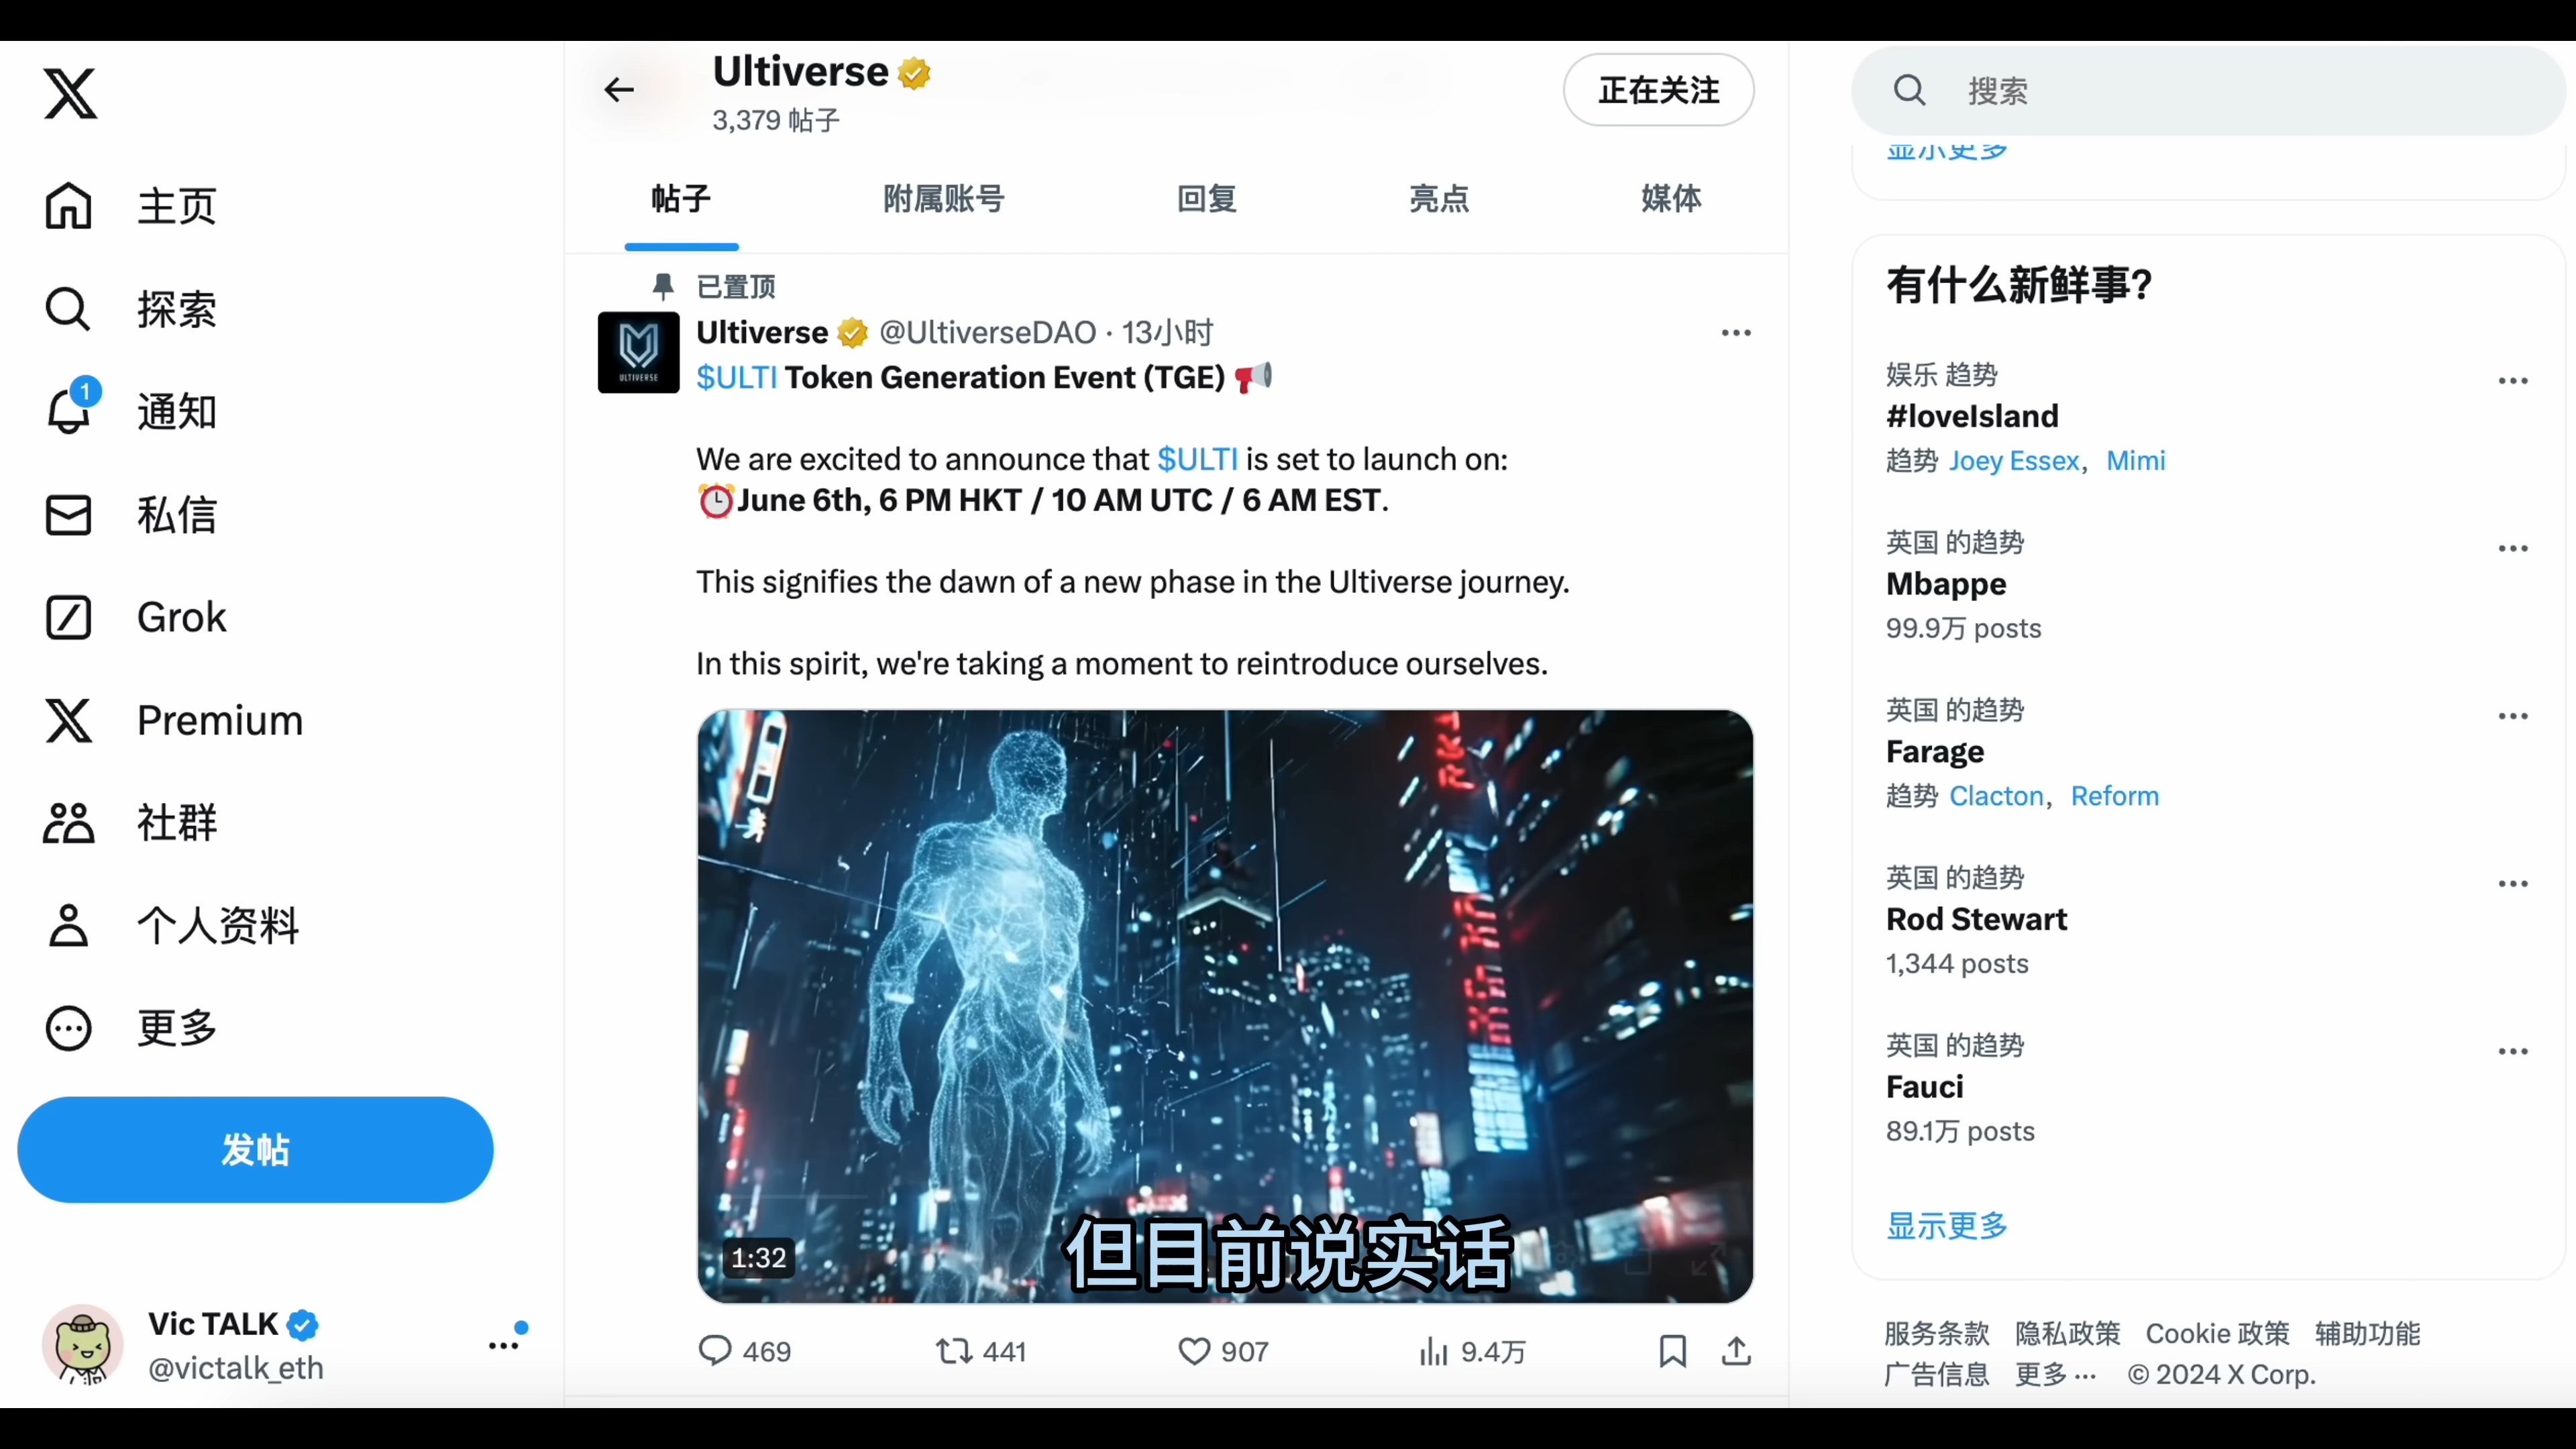 主页
探索
1
通知
私信
Grok
Premium
社群
个人资料
更多
发帖
Vic TALK
@victalk_eth
Ultiverse
3,379 帖子
正在关注
帖子
附属账号
回复
亮点
媒体
已置顶
ULTIVERSE
Ultiverse @UltiverseDAO · 13小时
$ULTI Token Generation Event (TGE)
We are excited to announce that $ULTI is set to launch on:
June 6th, 6 PM HKT / 10 AM UTC / 6 AM EST.
This signifies the dawn of a new phase in the Ultiverse journey.
In this spirit, we're taking a moment to reintroduce ourselves.
1:32
但目前说实话
469
441
907
9.4万
搜索
显示更多
有什么新鲜事?
娱乐 趋势
#loveIsland
趋势 Joey Essex, Mimi
英国 的趋势
Mbappe
99.9万 posts
英国 的趋势
Farage
趋势 Clacton, Reform
英国 的趋势
Rod Stewart
1,344 posts
英国 的趋势
Fauci
89.1万 posts
显示更多
服务条款 隐私政策 Cookie 政策 辅助功能
广告信息 更多 ··· © 2024 X Corp.